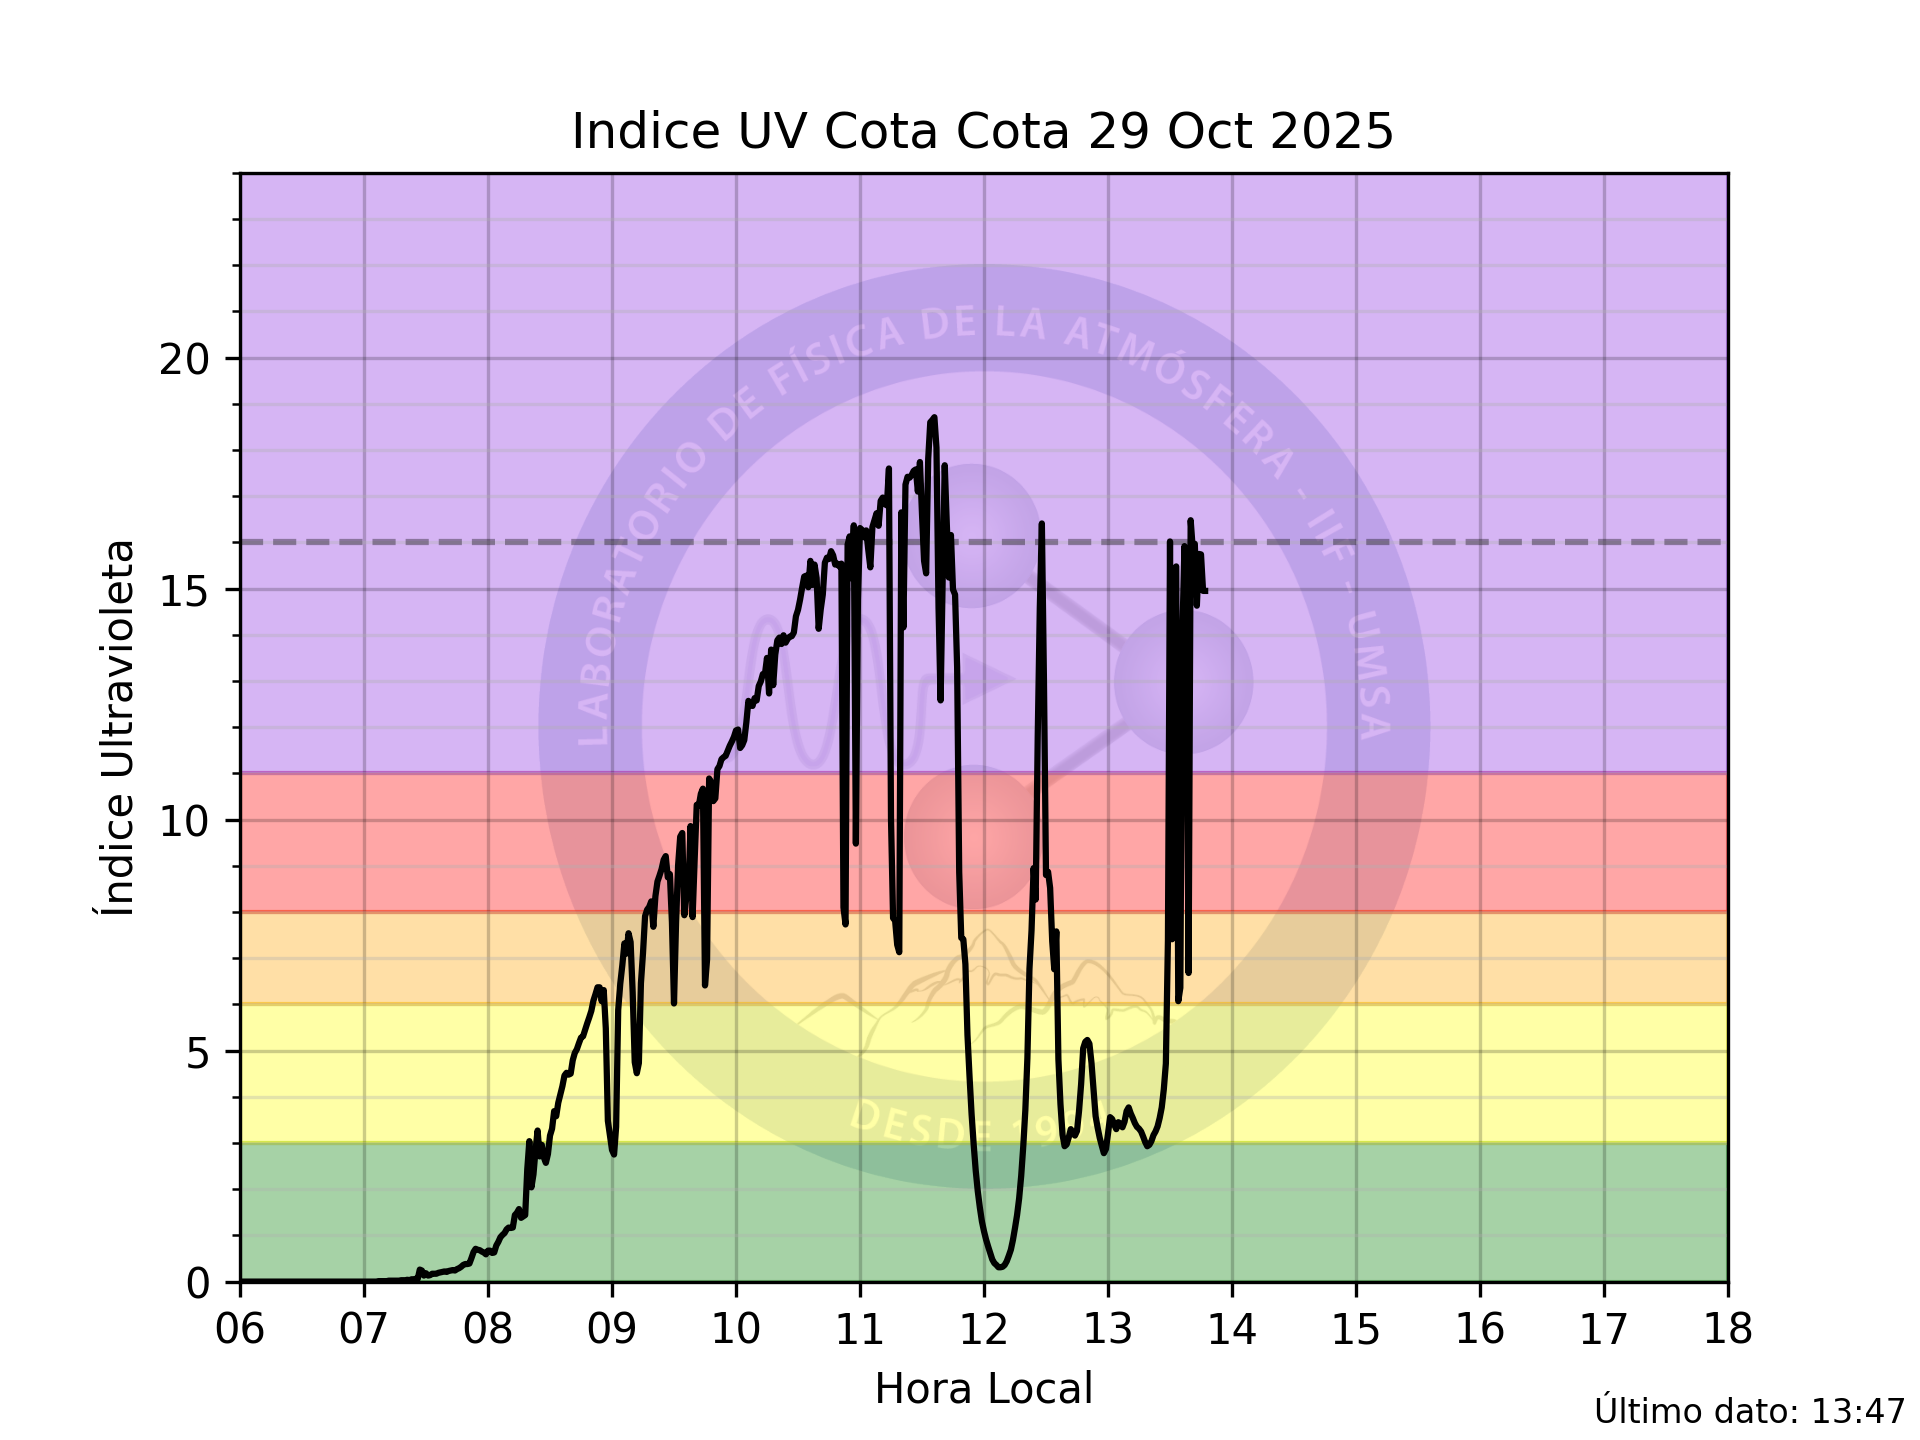 Indice UV Cota Cota 29 Oct 2025
LABORATORIO DE FÍSICA DE LA ATMÓSFERA - IIF - UMSA
20
15
10
5
0
Índice Ultravioleta
DESDE
06 07 08 09 10 11 12 13 14 15 16 17 18
Hora Local
Último dato: 13:47